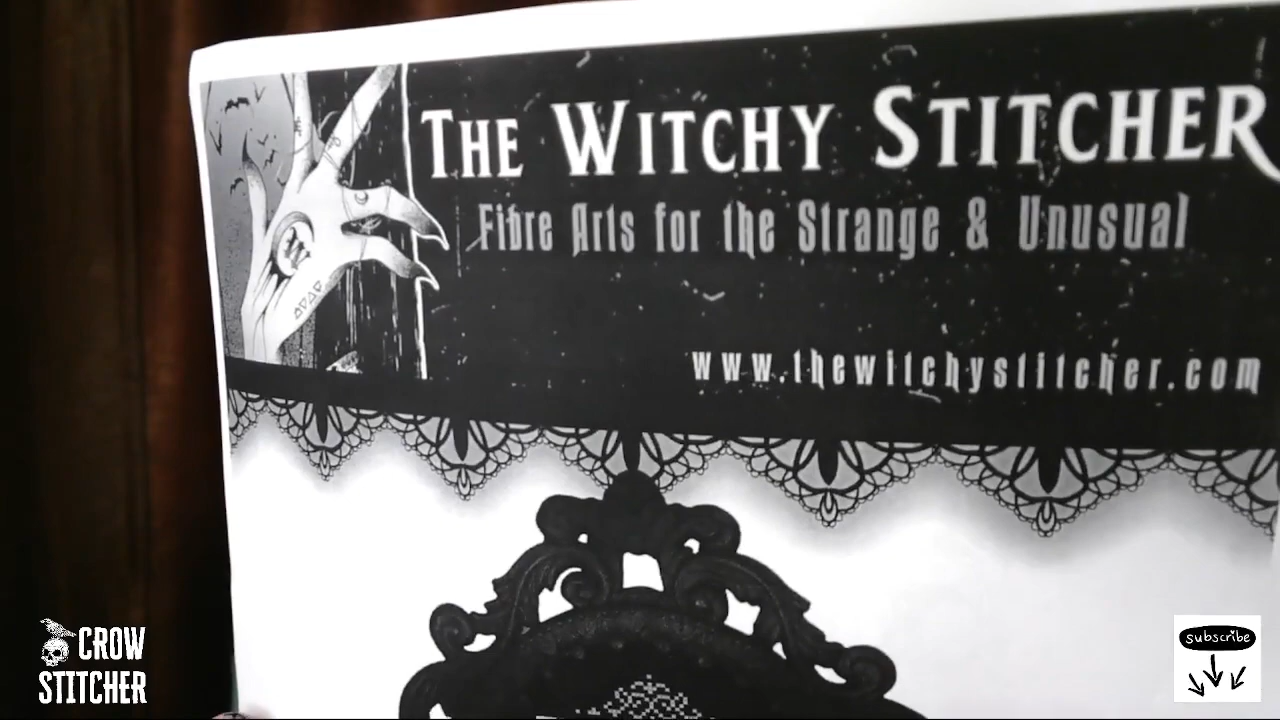 THE WITCHY STITCHER
Fibre Arts for the Strange & Unusual
www.thewitchystitcher.com
W
CROW
STITCHER
subscribe